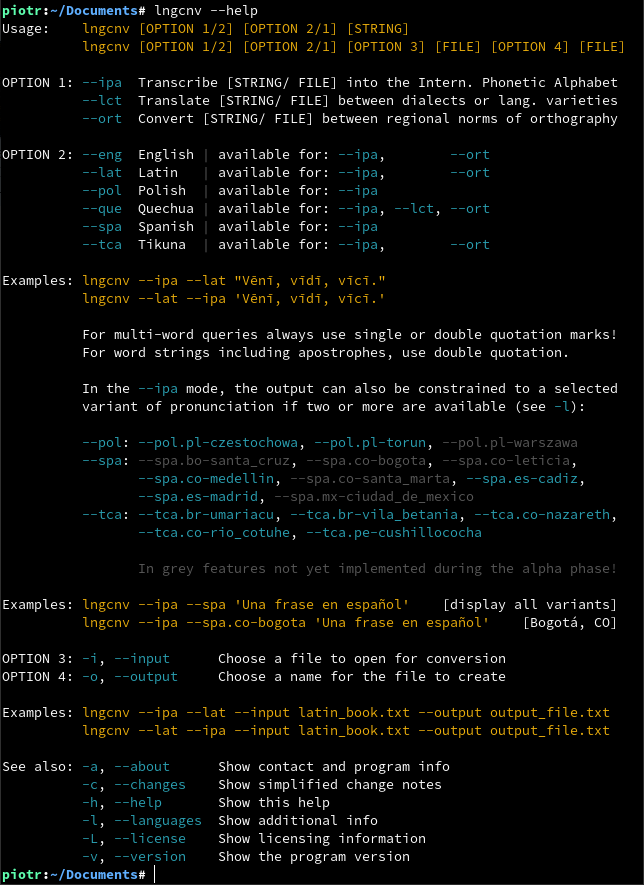 piotr:~/Documents# lngcnv --help
Usage:    lngcnv [OPTION 1/2] [OPTION 2/1] [STRING]
          lngcnv [OPTION 1/2] [OPTION 2/1] [OPTION 3] [FILE] [OPTION 4] [FILE]
OPTION 1: --ipa  Transcribe [STRING/ FILE] into the Intern. Phonetic Alphabet
          --lct  Translate [STRING/ FILE] between dialects or lang. varieties
          --ort  Convert [STRING/ FILE] between regional norms of orthography
OPTION 2: --eng  English | available for: --ipa,        --ort
          --lat  Latin   | available for: --ipa,        --ort
          --pol  Polish  | available for: --ipa
          --que  Quechua | available for: --ipa, --lct, --ort
          --spa  Spanish | available for: --ipa
          --tca  Tikuna  | available for: --ipa,        --ort
Examples: lngcnv --ipa --lat "Vēnī, vīdī, vīcī."
          lngcnv --lat --ipa 'Vēnī, vīdī, vīcī.'
          For multi-word queries always use single or double quotation marks!
          For word strings including apostrophes, use double quotation.
          In the --ipa mode, the output can also be constrained to a selected
          variant of pronunciation if two or more are available (see -l):
          --pol: --pol.pl-czestochowa, --pol.pl-torun, --pol.pl-warszawa
          --spa: --spa.bo-santa_cruz, --spa.co-bogota, --spa.co-leticia,
                 --spa.co-medellin, --spa.co-santa_marta, --spa.es-cadiz,
                 --spa.es-madrid, --spa.mx-ciudad_de_mexico
          --tca: --tca.br-umariacu, --tca.br-vila_betania, --tca.co-nazareth,
                 --tca.co-rio_cotuhe, --tca.pe-cushillococha
                 In grey features not yet implemented during the alpha phase!
Examples: lngcnv --ipa --spa 'Una frase en español'    [display all variants]
          lngcnv --ipa --spa.co-bogota 'Una frase en español'    [Bogotá, CO]
OPTION 3: -i, --input      Choose a file to open for conversion
OPTION 4: -o, --output     Choose a name for the file to create
Examples: lngcnv --ipa --lat --input latin_book.txt --output output_file.txt
          lngcnv --lat --ipa --input latin_book.txt --output output_file.txt
See also: -a, --about      Show contact and program info
          -c, --changes    Show simplified change notes
          -h, --help       Show this help
          -l, --languages  Show additional info
          -L, --license    Show licensing information
          -v, --version    Show the program version
piotr:~/Documents#